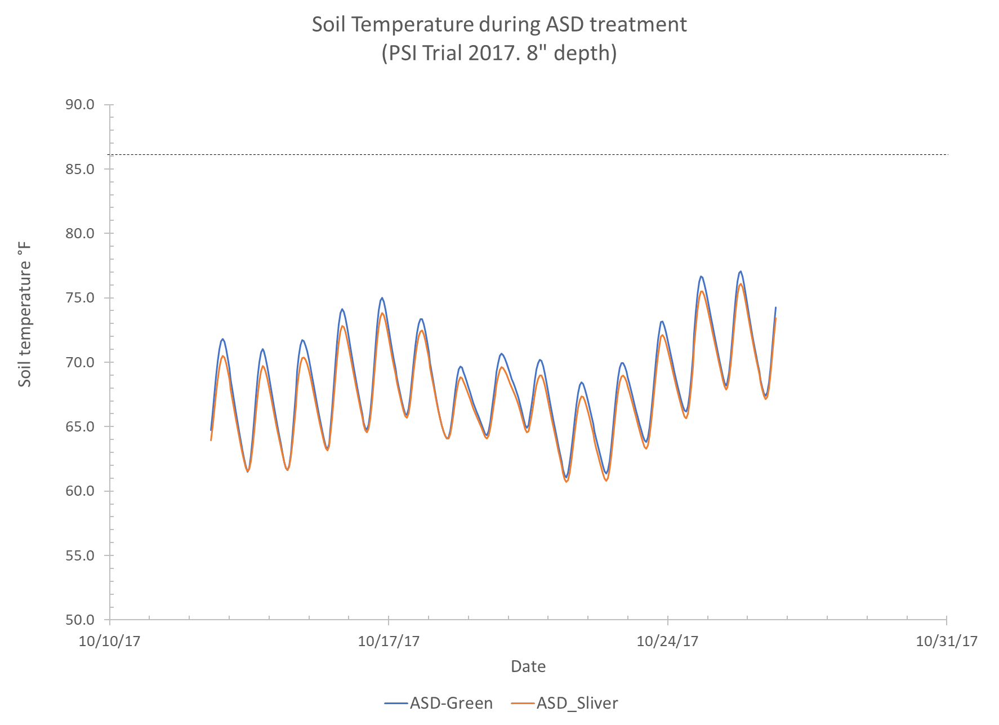 Soil Temperature during ASD treatment
(PSI Trial 2017. 8" depth)
90.0
85.0
80.0
75.0
70.0
65.0
60.0
55.0
50.0
Soil temperature °F
10/10/17
10/17/17
10/24/17
10/31/17
Date
ASD-Green
ASD_Sliver